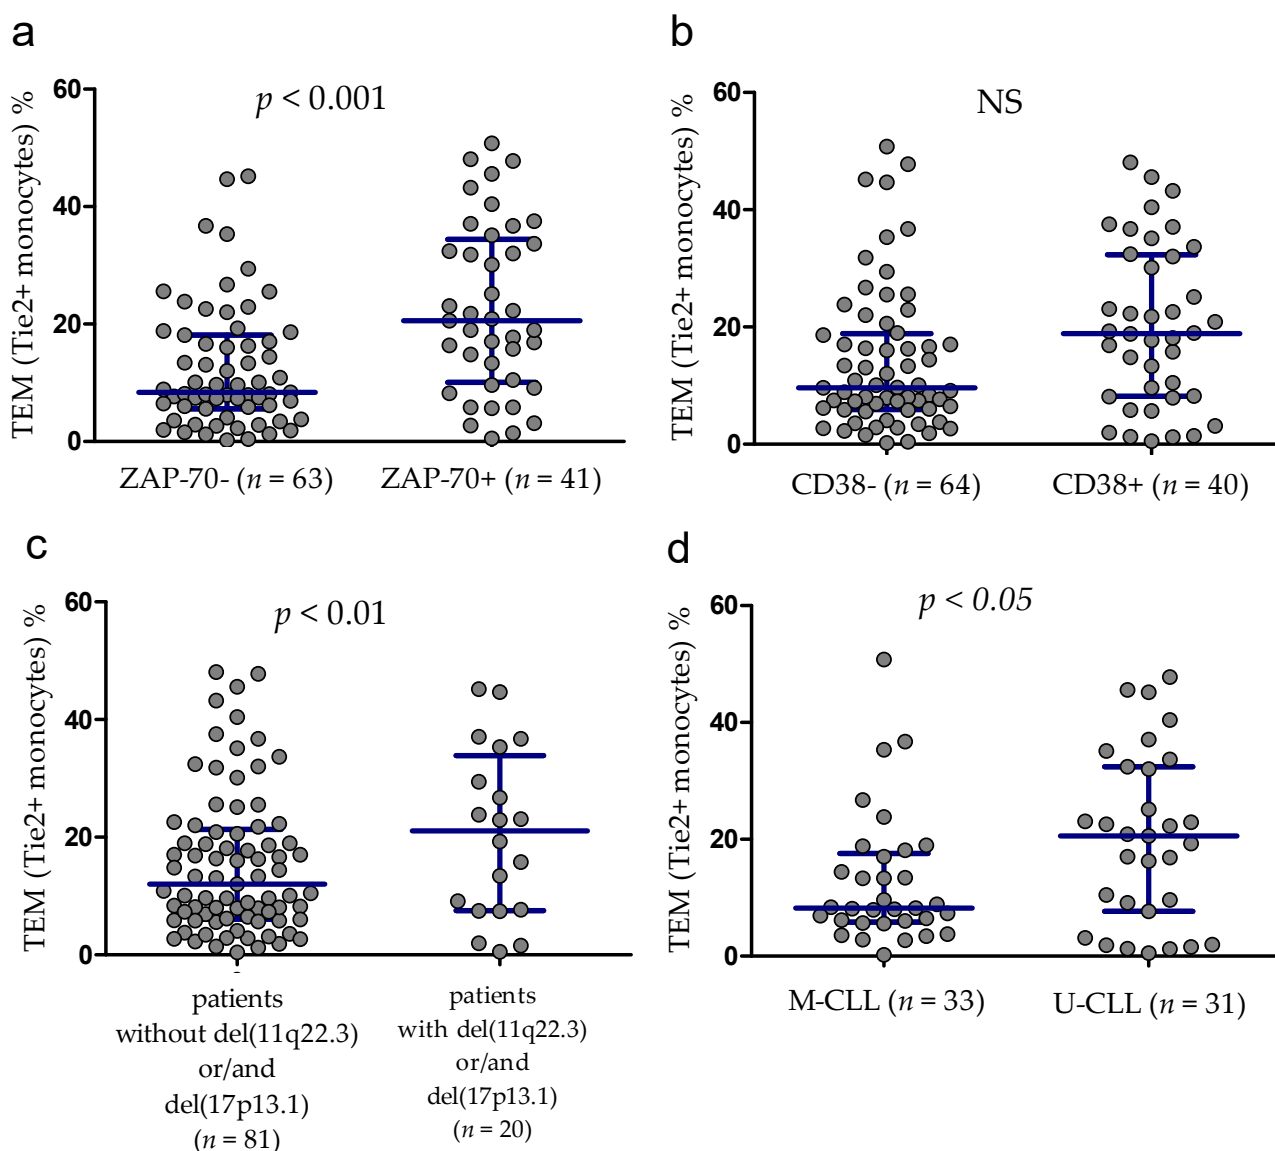 a
TEM (Tie2+ monocytes) %
60
40
20
0
p < 0.001
ZAP-70- (n = 63)
ZAP-70+ (n = 41)
b
TEM (Tie2+ monocytes) %
60
40
20
0
NS
CD38- (n = 64)
CD38+ (n = 40)
c
TEM (Tie2+ monocytes) %
60
40
20
0
p < 0.01
patients
without del(11q22.3)
or/and
del(17p13.1)
(n = 81)
patients
with del(11q22.3)
or/and
del(17p13.1)
(n = 20)
d
TEM (Tie2+ monocytes) %
60
40
20
0
p < 0.05
M-CLL (n = 33)
U-CLL (n = 31)